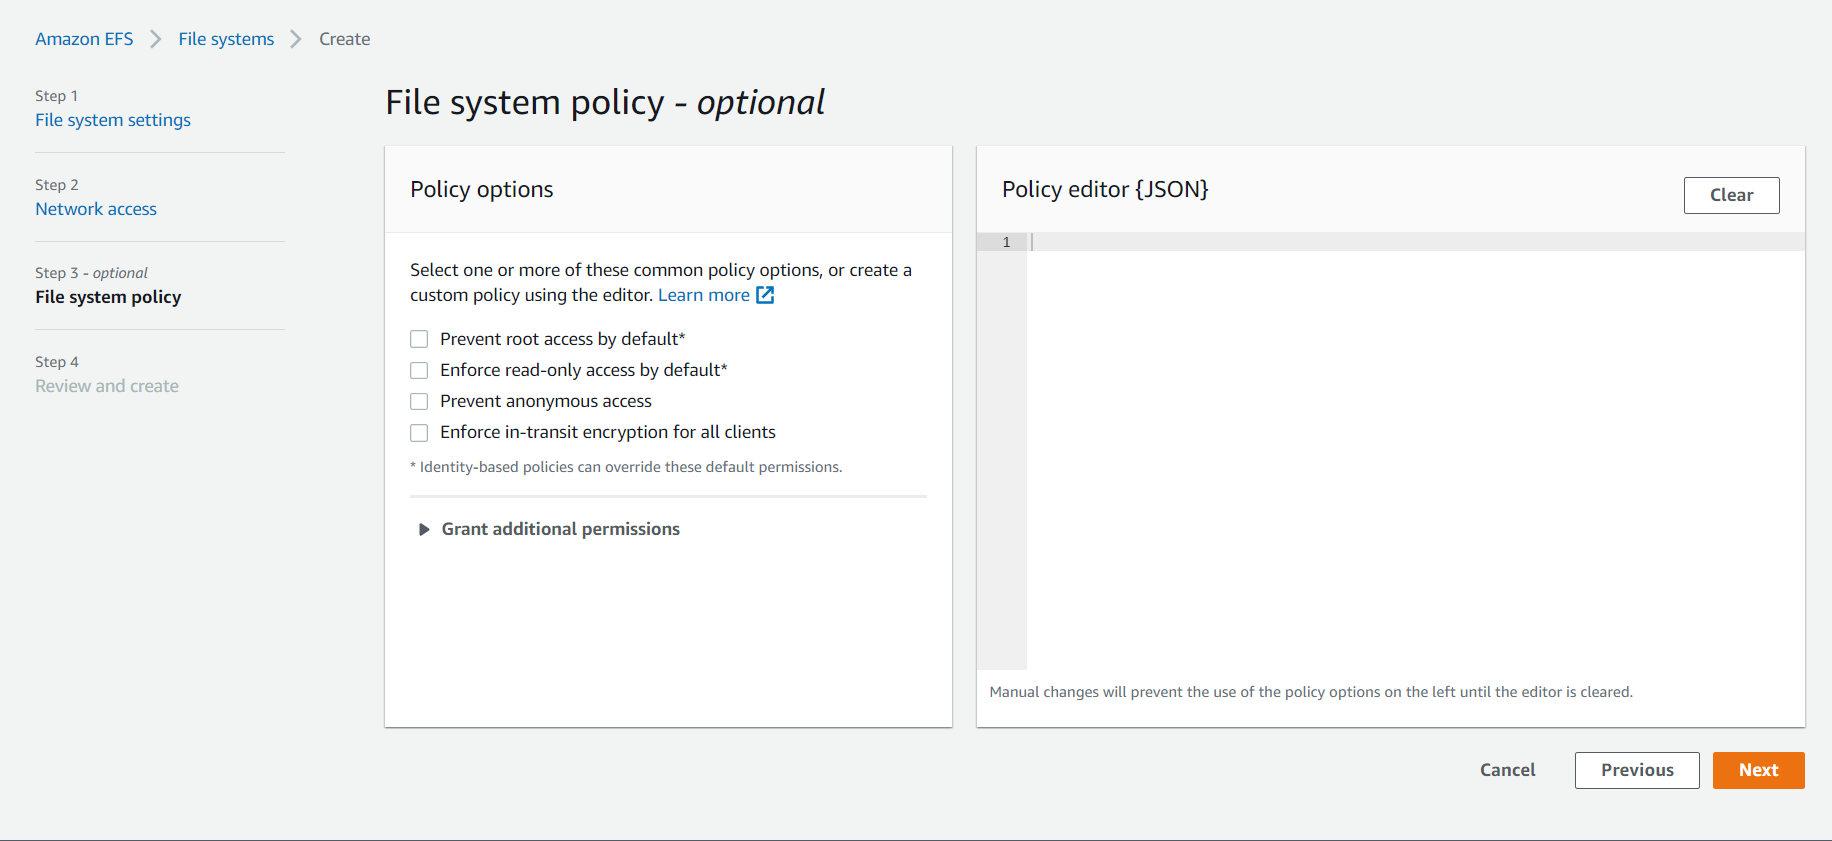 Amazon EFS > File systems > Create
Step 1
File system settings
Step 2
Network access
Step 3 - optional
File system policy
Step 4
Review and create
File system policy - optional
Policy options
Select one or more of these common policy options, or create a
custom policy using the editor. Learn more
Prevent root access by default*
Enforce read-only access by default*
Prevent anonymous access
Enforce in-transit encryption for all clients
* Identity-based policies can override these default permissions.
Grant additional permissions
Policy editor {JSON}
Clear
1
Manual changes will prevent the use of the policy options on the left until the editor is cleared.
Cancel
Previous
Next